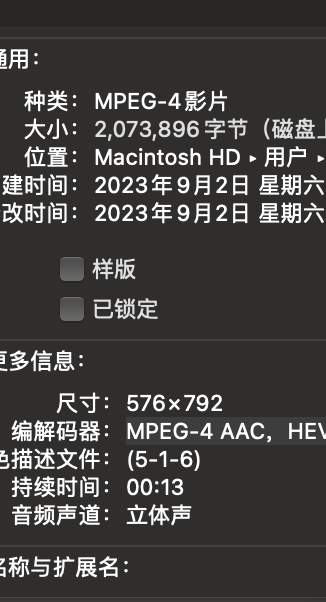 通用:
种类: MPEG-4影片
大小: 2,073,896 字节（磁盘上
位置: Macintosh HD ▸ 用户 ▸
建时间: 2023年9月2日 星期六
改时间: 2023年9月2日 星期六
样版
已锁定
更多信息:
尺寸: 576×792
编解码器: MPEG-4 AAC，HEV
色描述文件: (5-1-6)
持续时间: 00:13
音频声道: 立体声
名称与扩展名: